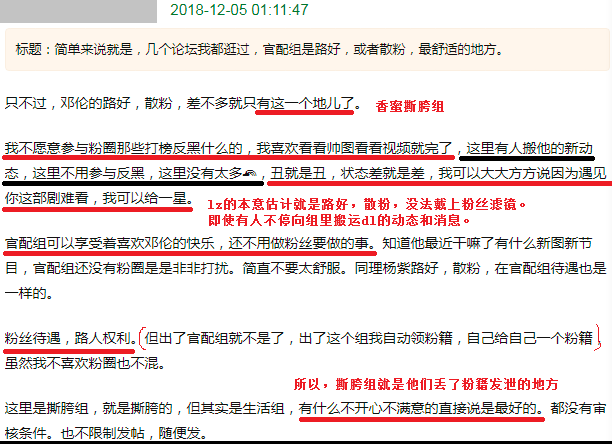 2018-12-05 01:11:47
标题：简单来说就是，几个论坛我都逛过，官配组是路好，或者散粉，最舒适的地方。
只不过，邓伦的路好，散粉，差不多就只有这一个地儿了。 香蜜撕胯组
我不愿意参与粉圈那些打榜反黑什么的，我喜欢看看帅图看看视频就完了，这里有人搬他的新动
态，这里不用参与反黑，这里没有太多🌈，丑就是丑，状态差就是差，我可以大大方方说因为遇见
你这部剧难看，我可以给一星。
lz的本意估计就是路好，散粉，没法戴上粉丝滤镜。
即使有人不停向组里搬运dl的动态和消息。
官配组可以享受着喜欢邓伦的快乐，还不用做粉丝要做的事。知道他最近干嘛了有什么新图新节
目，官配组还没有粉圈是是非非打扰。简直不要太舒服。同理杨紫路好，散粉，在官配组待遇也是
一样的。
粉丝待遇，路人权利。但出了官配组就不是了，出了这个组我自动领粉籍，自己给自己一个粉籍
虽然我不喜欢粉圈也不混。
所以，撕胯组就是他们丢了粉籍发泄的地方
这里是撕胯组，就是撕胯的，但其实是生活组，有什么不开心不满意的直接说是最好的。都没有审
核条件。也不限制发帖，随便发。